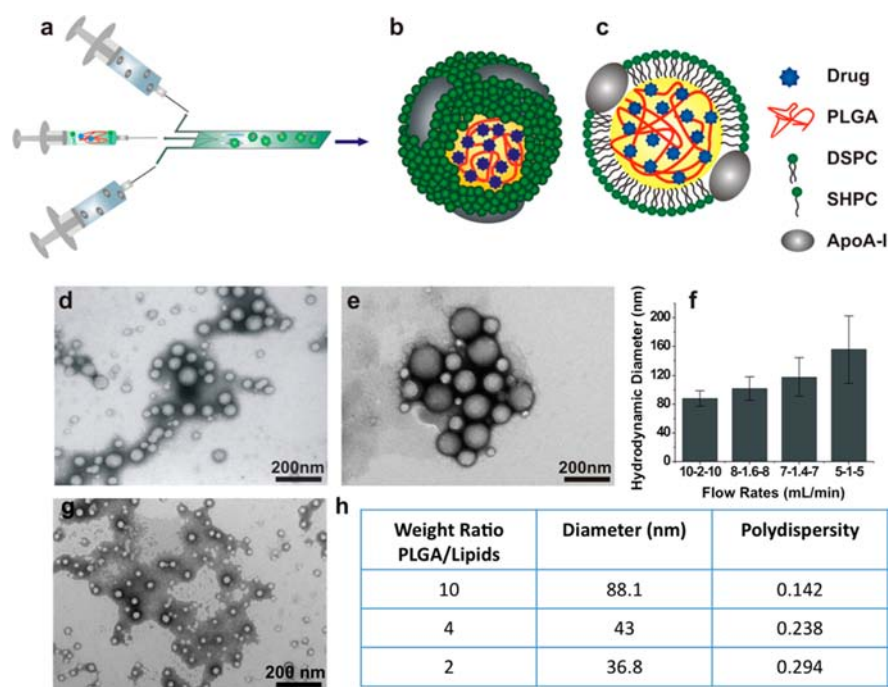 a
b
c
Drug
PLGA
DSPC
SHPC
ApoA-I
d
200nm
e
200nm
f
Hydrodynamic Diameter (nm)
200
160
120
80
40
0
10-2-10 8-1.6-8 7-1.4-7 5-1-5
Flow Rates (mL/min)
g
200 nm
h
Weight Ratio PLGA/Lipids Diameter (nm) Polydispersity
10 88.1 0.142
4 43 0.238
2 36.8 0.294